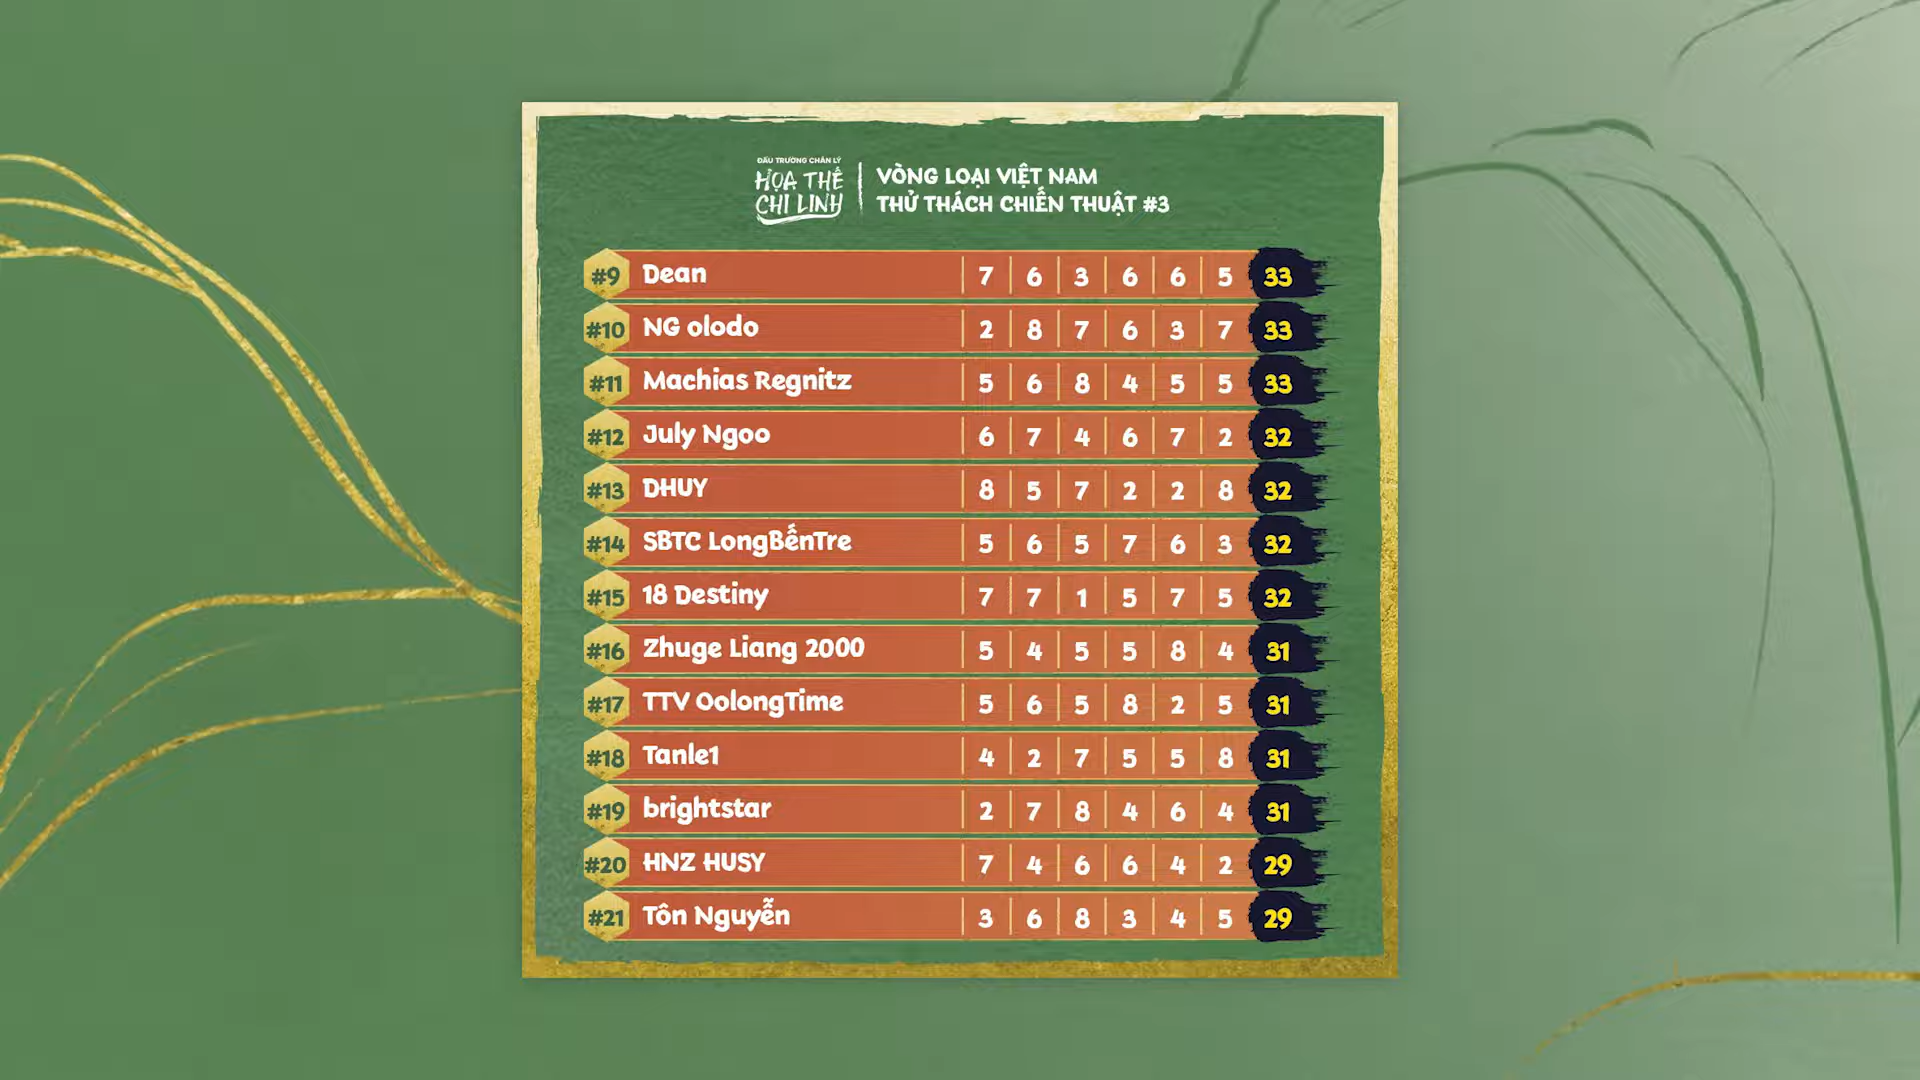 ĐẤU TRƯỜNG CHÂN LÝ
HỌA THẾ
CHI LINH
VÒNG LOẠI VIỆT NAM
THỬ THÁCH CHIẾN THUẬT #3
#9 Dean 7 6 3 6 6 5 33
#10 NG olodo 2 8 7 6 3 7 33
#11 Machias Regnitz 5 6 8 4 5 5 33
#12 July Ngoo 6 7 4 6 7 2 32
#13 DHUY 8 5 7 2 2 8 32
#14 SBTC LongBếnTre 5 6 5 7 6 3 32
#15 18 Destiny 7 7 1 5 7 5 32
#16 Zhuge Liang 2000 5 4 5 5 8 4 31
#17 TTV OolongTime 5 6 5 8 2 5 31
#18 Tanle1 4 2 7 5 5 8 31
#19 brightstar 2 7 8 4 6 4 31
#20 HNZ HUSY 7 4 6 6 4 2 29
#21 Tôn Nguyễn 3 6 8 3 4 5 29